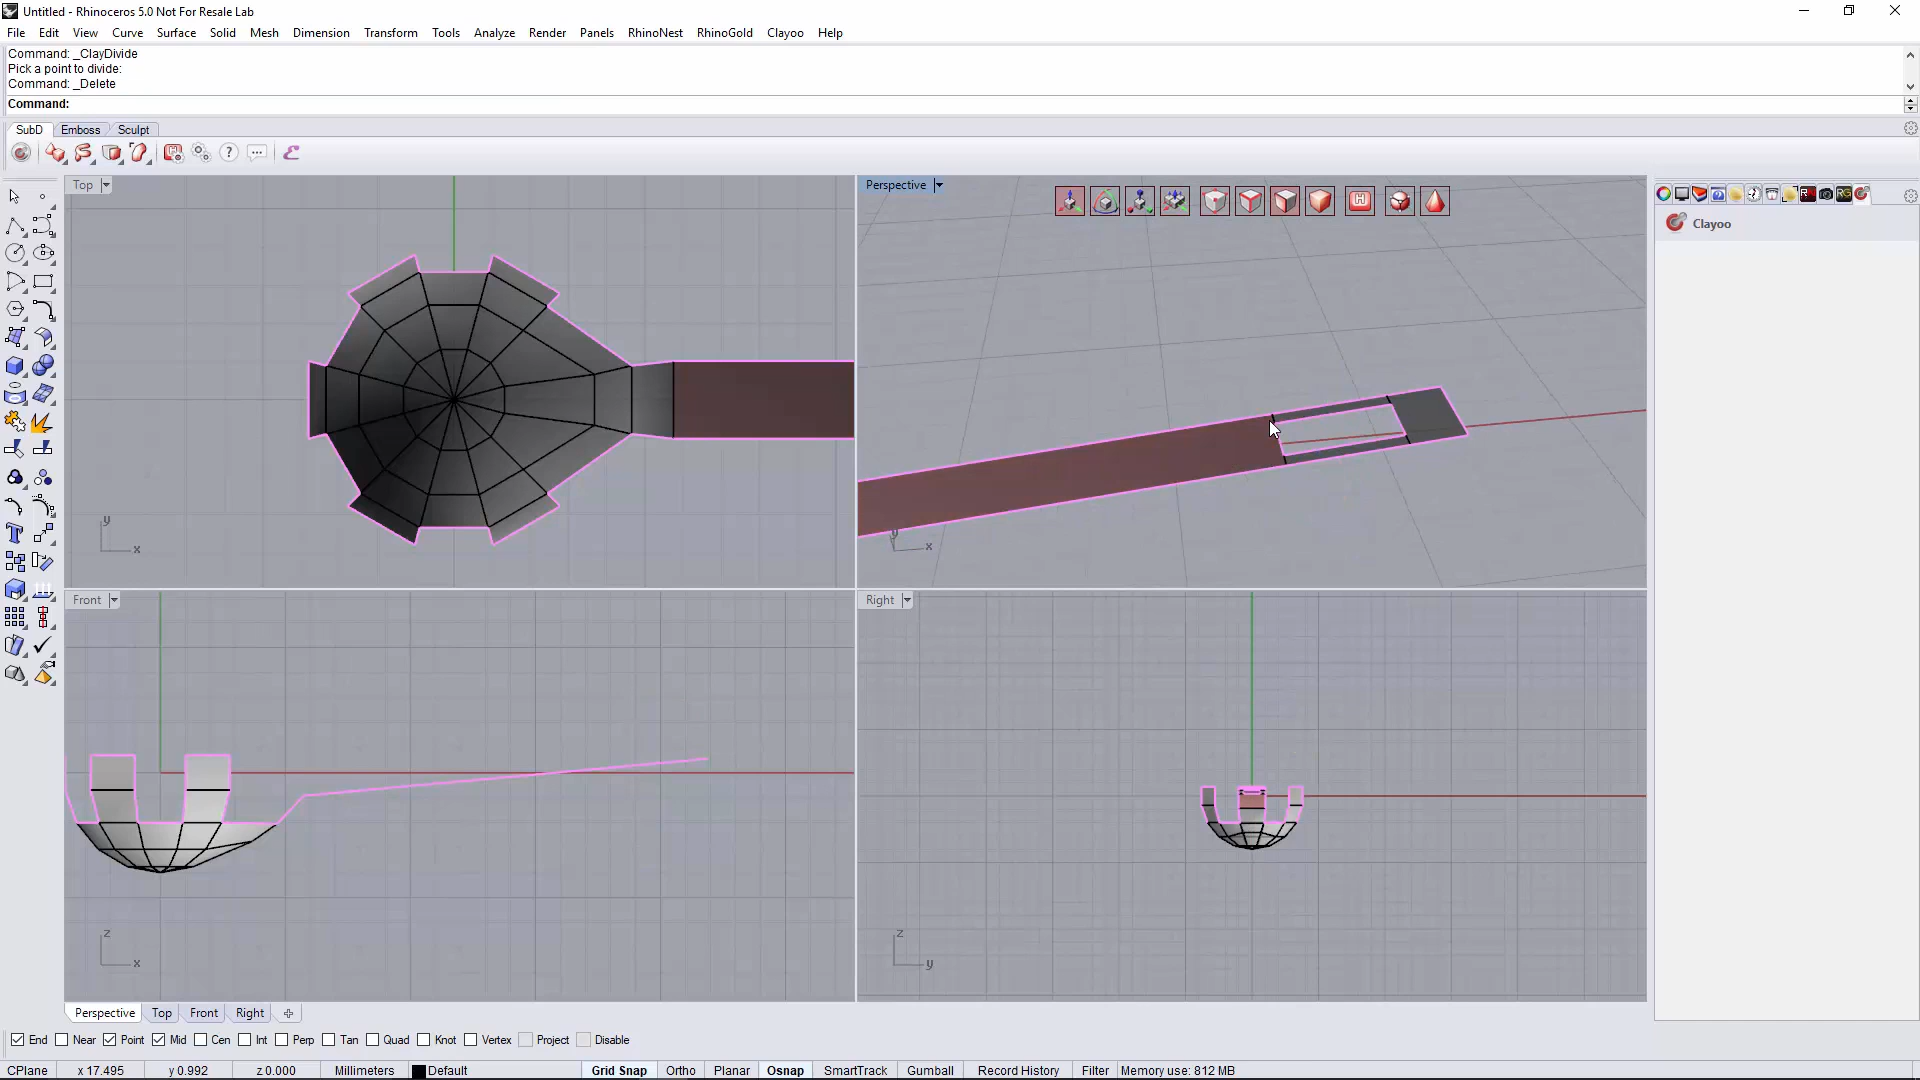 Untitled - Rhinoceros 5.0 Not For Resale Lab
File Edit View Curve Surface Solid Mesh Dimension Transform Tools Analyze Render Panels RhinoNest RhinoGold Clayoo Help
Command: _ClayDivide
Pick a point to divide:
Command: _Delete
Command:
SubD Emboss Sculpt
Top
Perspective
Clayoo
y
x
y
x
Front
Right
z
x
z
y
Perspective Top Front Right
End Near Point Mid Cen Int Perp Tan Quad Knot Vertex Project Disable
CPlane x 17.495 y 0.992 z 0.000 Millimeters Default Grid Snap Ortho Planar Osnap SmartTrack Gumball Record History Filter Memory use: 812 MB